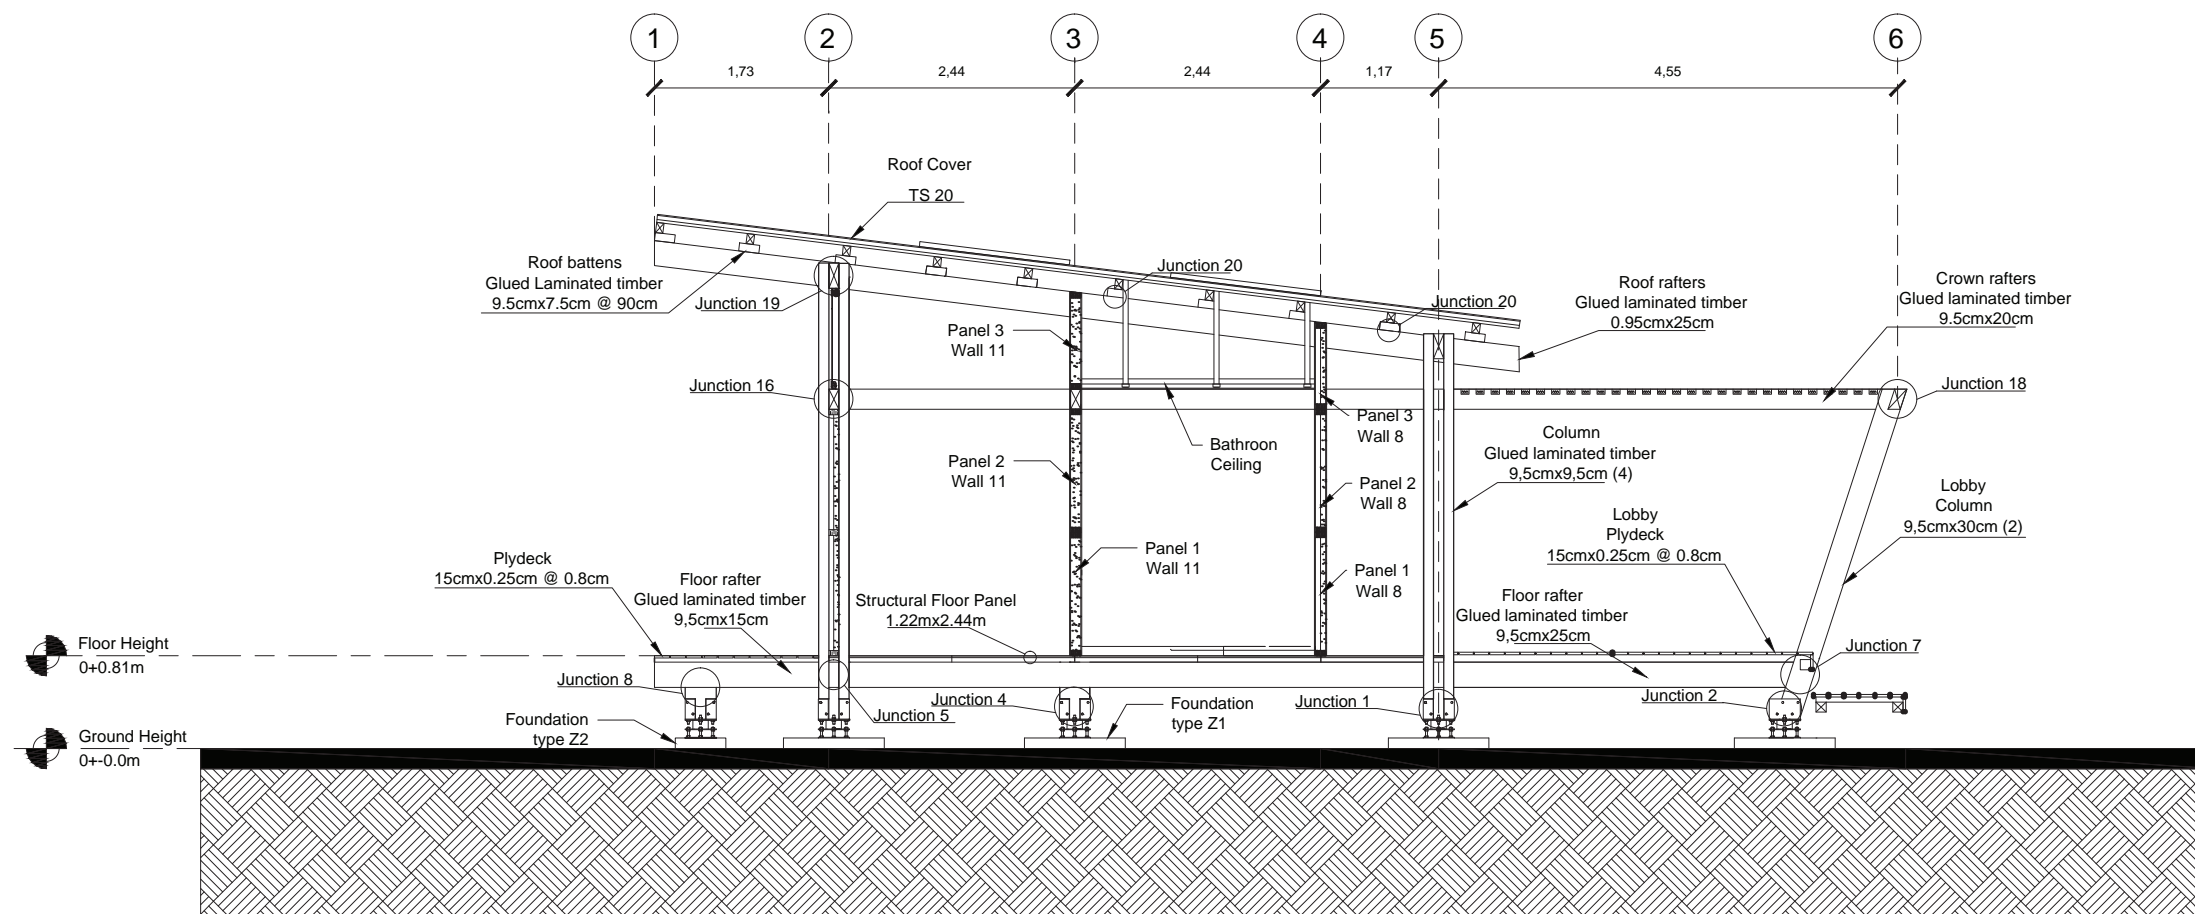 1
2
3
4
5
6
1,73
2,44
2,44
1,17
4,55
Roof Cover
TS 20
Roof battens
Glued Laminated timber
9.5cmx7.5cm @ 90cm
Junction 19
Junction 20
Junction 20
Roof rafters
Glued laminated timber
0.95cmx25cm
Crown rafters
Glued laminated timber
9.5cmx20cm
Panel 3
Wall 11
Junction 16
Junction 18
Panel 3
Wall 8
Bathroon
Ceiling
Column
Glued laminated timber
9,5cmx9,5cm (4)
Panel 2
Wall 11
Panel 2
Wall 8
Lobby
Column
9,5cmx30cm (2)
Lobby
Plydeck
15cmx0.25cm @ 0.8cm
Panel 1
Wall 11
Panel 1
Wall 8
Plydeck
15cmx0.25cm @ 0.8cm
Floor rafter
Glued laminated timber
9,5cmx15cm
Structural Floor Panel
1.22mx2.44m
Floor rafter
Glued laminated timber
9,5cmx25cm
Floor Height
0+0.81m
Junction 7
Junction 8
Junction 5
Junction 4
Foundation
type Z1
Junction 1
Junction 2
Foundation
type Z2
Ground Height
0+-0.0m